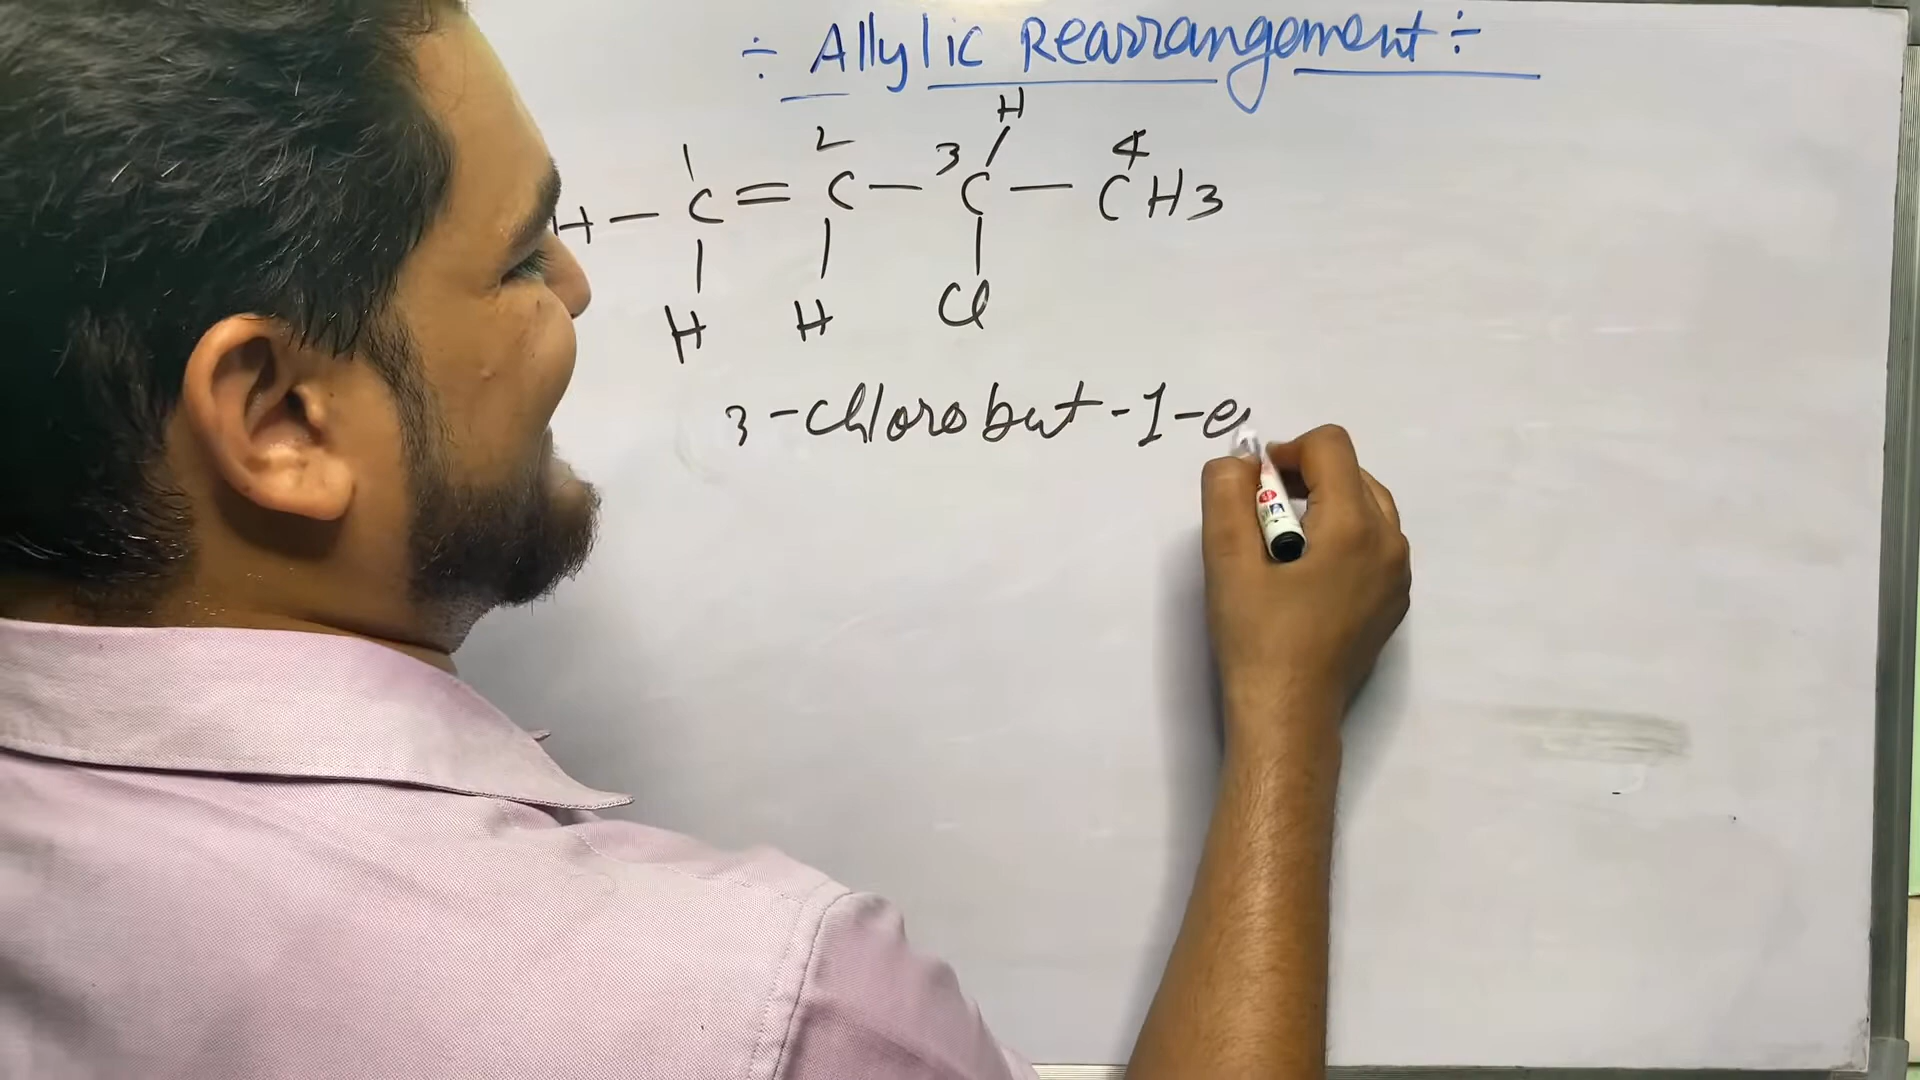 ÷ Allylic Rearrangement ÷
H
1 2 3 4
H - C = C - C - CH3
H H Cl
3-chlorobut-1-e